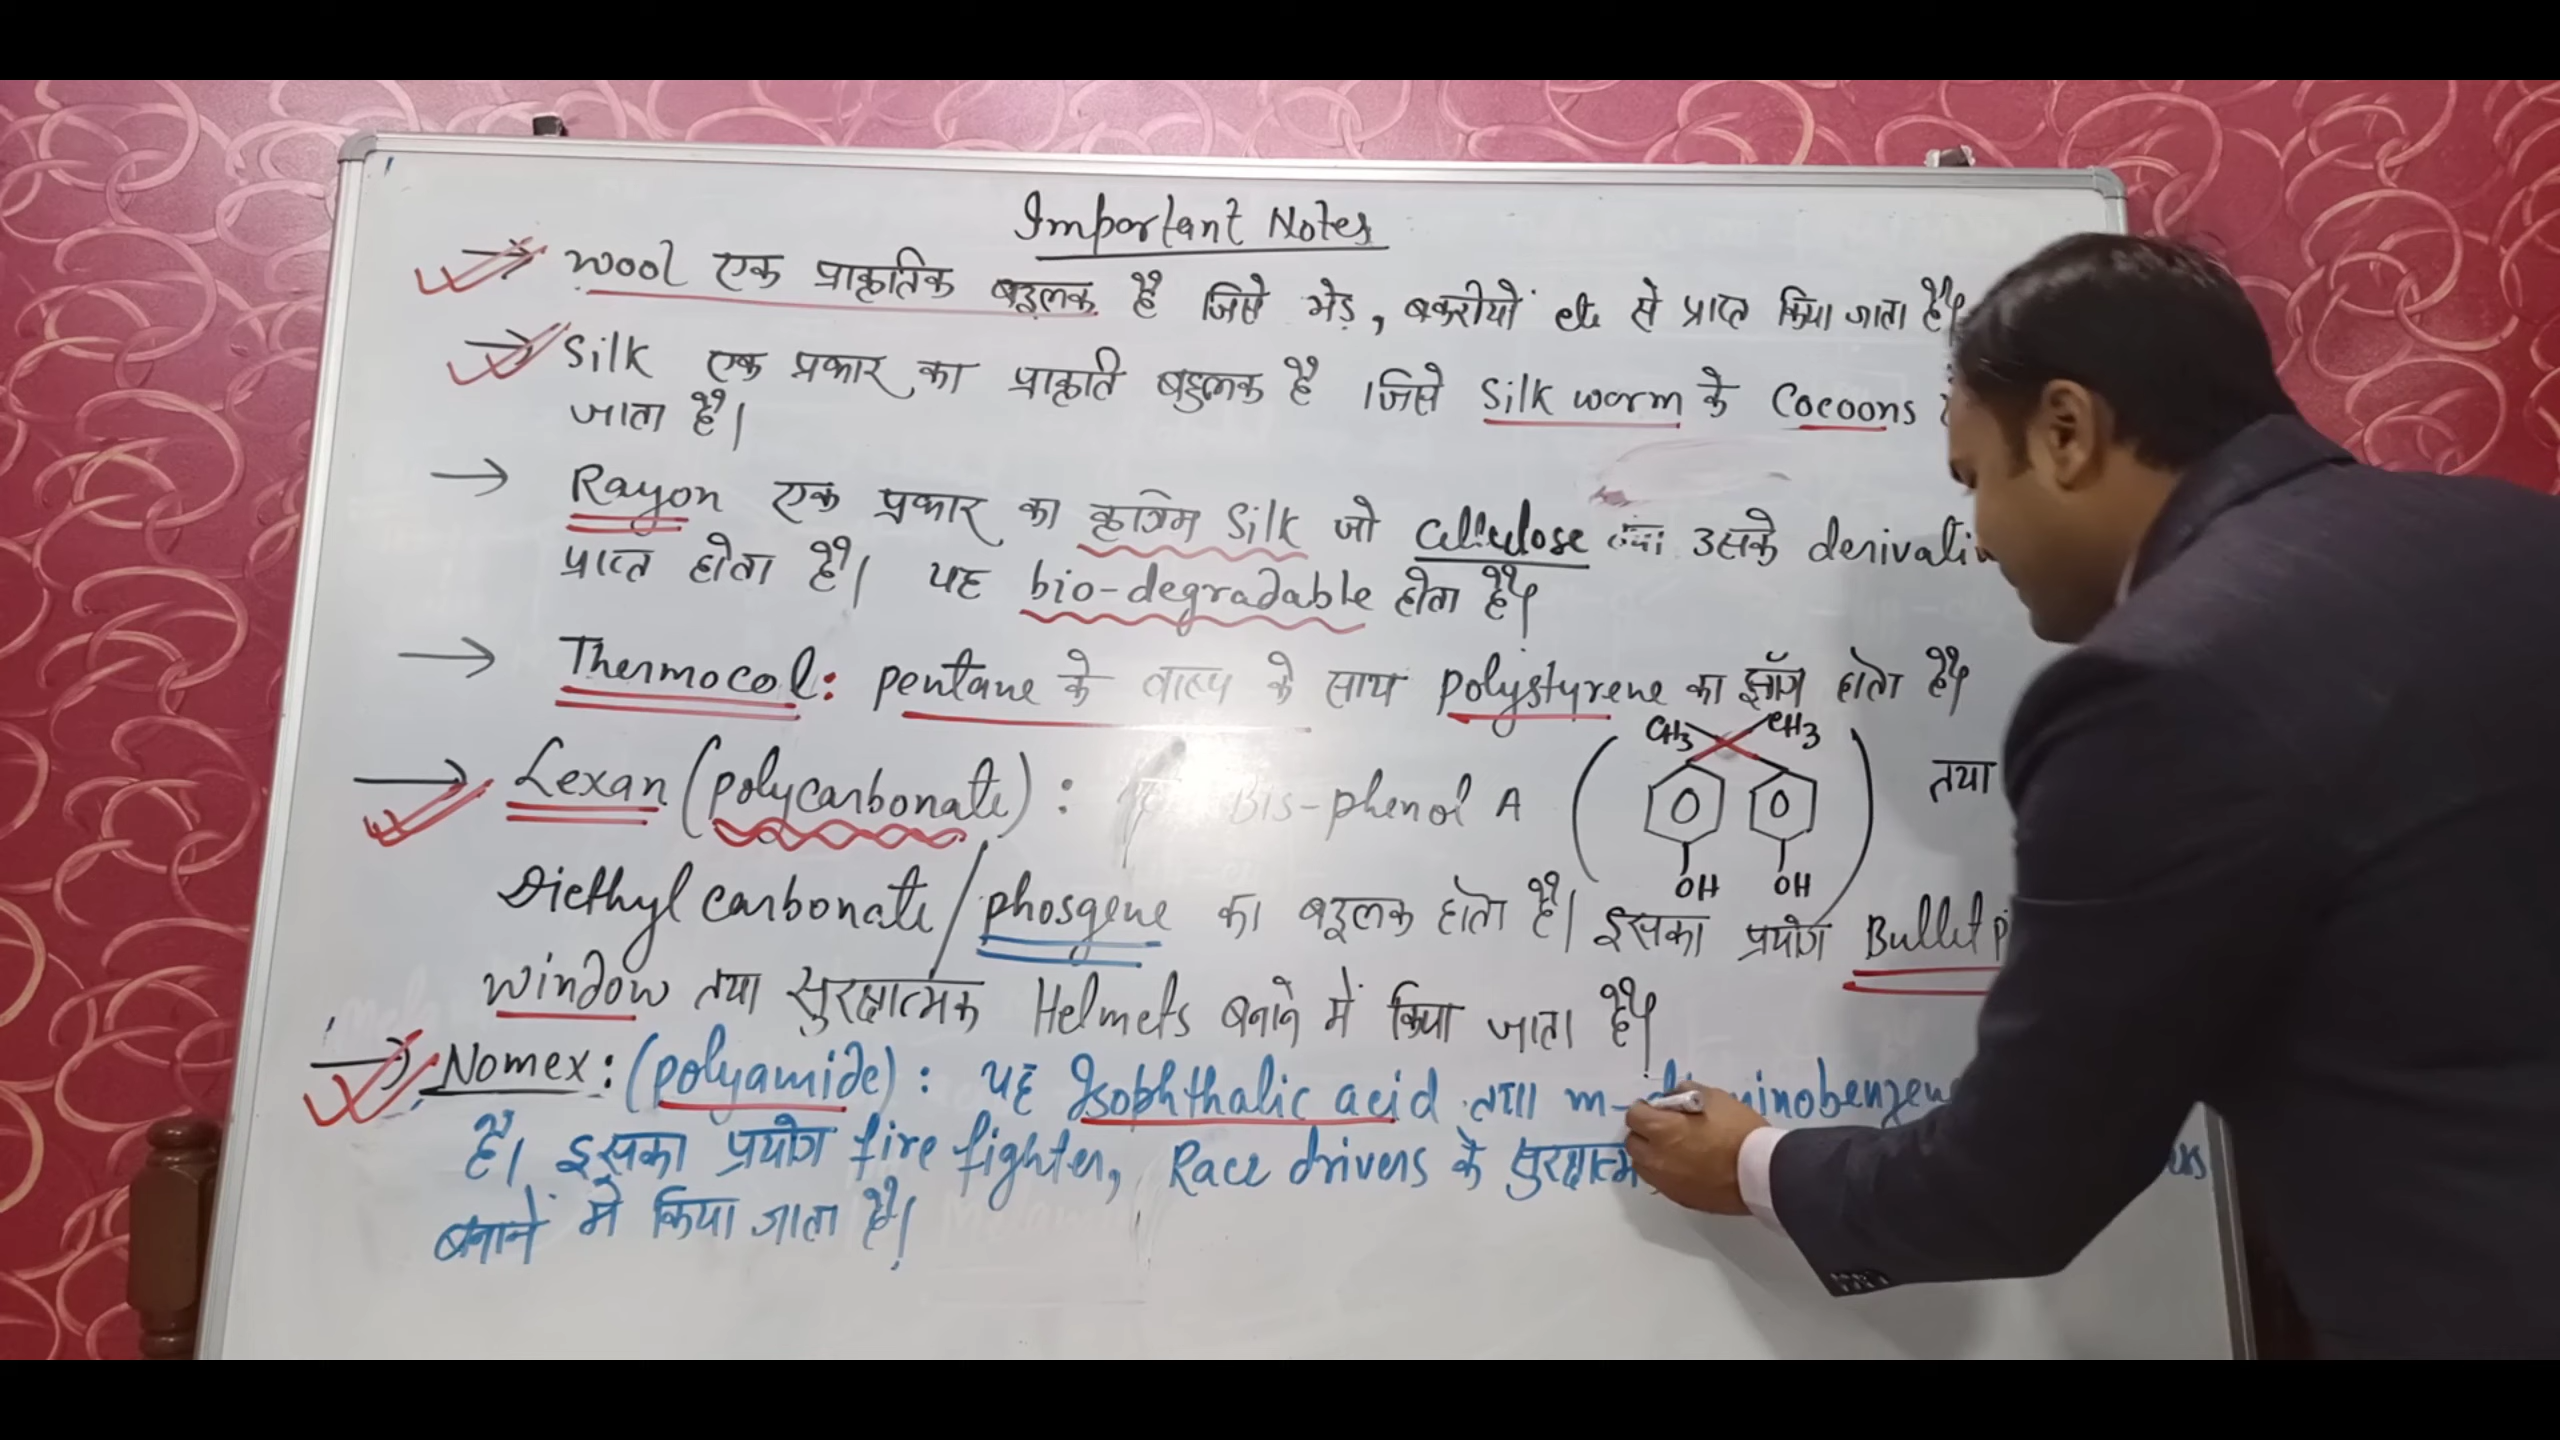 Important Notes
→ Wool एक प्राकृतिक बहुलक है जिसे भेड़, बकरीयों etc से प्राप्त किया जाता है।
→ Silk एक प्रकार का प्राकृति बहुलक है जिसे Silk worm के Cocoons
जाता है।
→ Rayon एक प्रकार का कृत्रिम Silk जो Cellulose उसके
प्राप्त होता है। यह bio-degradable होता है।
→ Thermocol: pentane के वाष्प के साथ polystyrene का झाँग होता है।
CH3 CH3
→ Lexan (polycarbonate): Bis-phenol A ( ) तथा
OH OH
Diethyl carbonate/phosgene का बहुलक होता है। इसका प्रयोग Bullet
window तथा सुरक्षात्मक Helmets बनाने में किया जाता है।
→ Nomex: (polyamide): यह Isophthalic acid तथा
है। इसका प्रयोग fire fighter, Race drivers के
बनाने में किया जाता है।